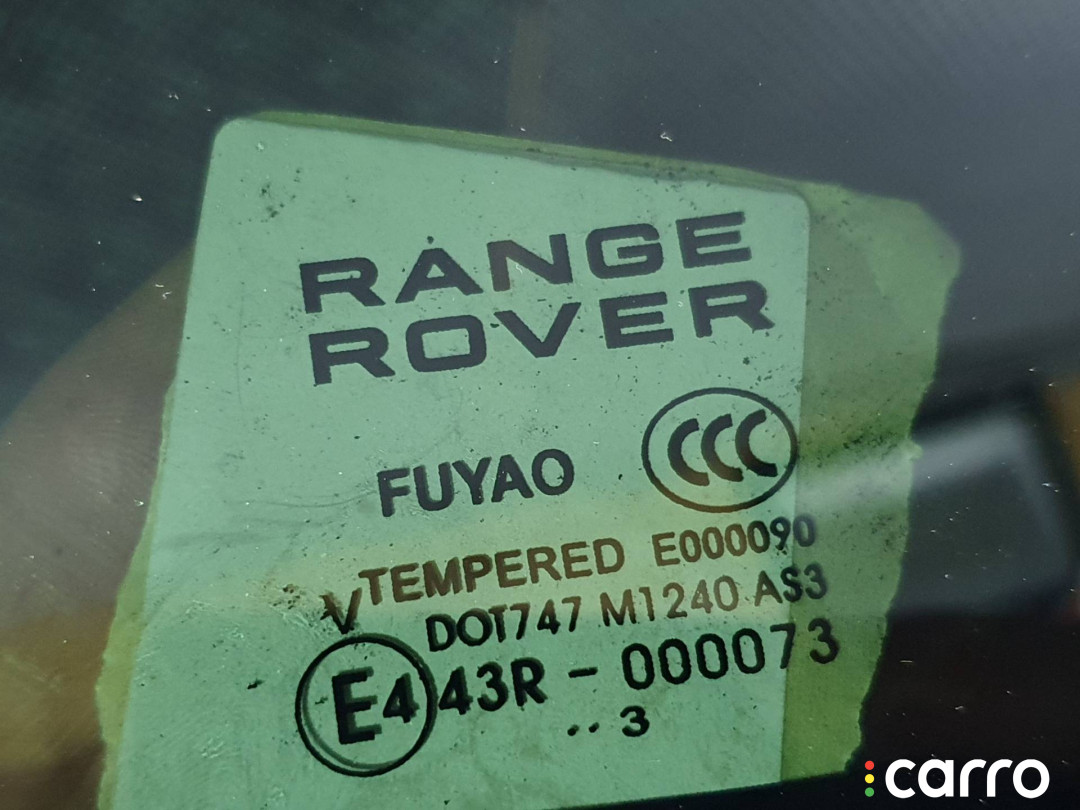 RANGE
ROVER
FUYAO
CCC
TEMPERED E000090
V
DOT747 M1240 AS3
E4 43R - 000073
..3
carro